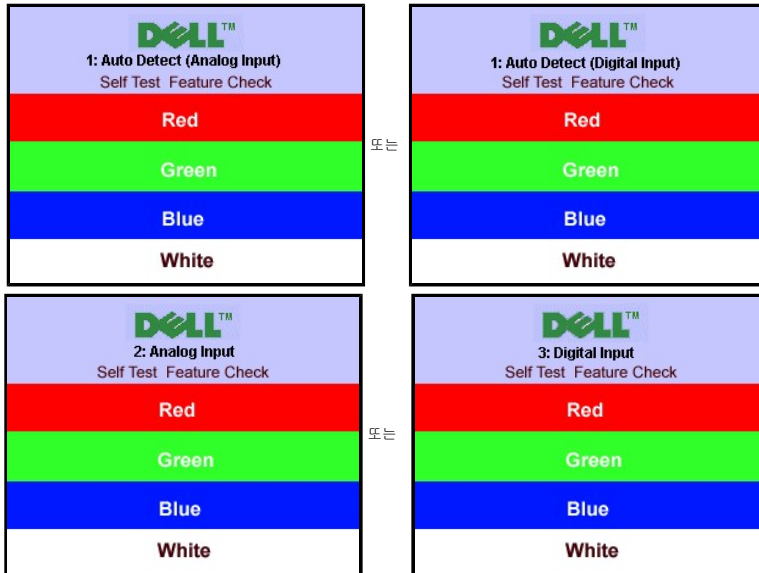 DELL™
1: Auto Detect (Analog Input)
Self Test Feature Check
Red
Green
Blue
White
또는
DELL™
1: Auto Detect (Digital Input)
Self Test Feature Check
Red
Green
Blue
White
DELL™
2: Analog Input
Self Test Feature Check
Red
Green
Blue
White
또는
DELL™
3: Digital Input
Self Test Feature Check
Red
Green
Blue
White